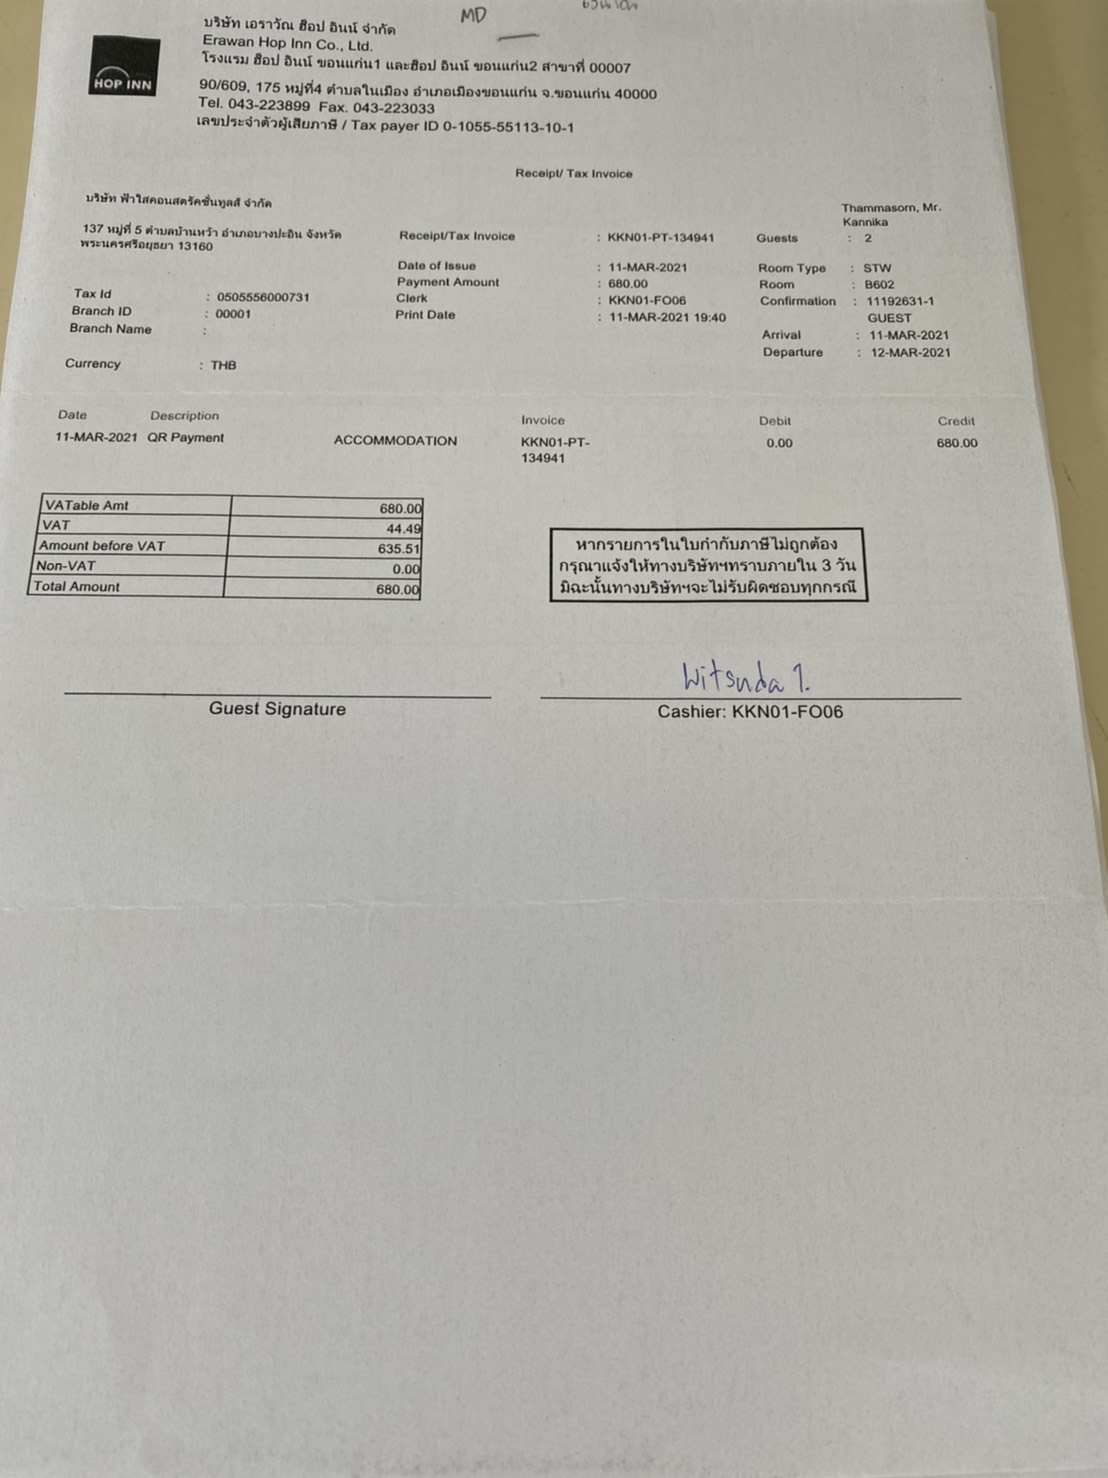 MD
HOP INN
บริษัท เอราวัณ ฮ๊อป อินน์ จำกัด
Erawan Hop Inn Co., Ltd.
โรงแรม ฮ๊อป อินน์ ขอนแก่น1 และฮ๊อป อินน์ ขอนแก่น2 สาขาที่ 00007
90/609, 175 หมู่ที่4 ตำบลในเมือง อำเภอเมืองขอนแก่น จ.ขอนแก่น 40000
Tel. 043-223899 Fax. 043-223033
เลขประจำตัวผู้เสียภาษี / Tax payer ID 0-1055-55113-10-1
Receipt/ Tax Invoice
บริษัท ฟ้าใสคอนสตรัคชั่นทูลส์ จำกัด
137 หมู่ที่ 5 ตำบลบ้านหว้า อำเภอบางปะอิน จังหวัด
พระนครศรีอยุธยา 13160
Tax Id : 0505556000731
Branch ID : 00001
Branch Name :
Currency : THB
Receipt/Tax Invoice : KKN01-PT-134941
Date of Issue : 11-MAR-2021
Payment Amount : 680.00
Clerk : KKN01-FO06
Print Date : 11-MAR-2021 19:40
Thammasorn, Mr.
Kannika
Guests : 2
Room Type : STW
Room : B602
Confirmation : 11192631-1
GUEST
Arrival : 11-MAR-2021
Departure : 12-MAR-2021
Date Description Invoice Debit Credit
11-MAR-2021 QR Payment ACCOMMODATION KKN01-PT- 0.00 680.00
134941
VATable Amt 680.00
VAT 44.49
Amount before VAT 635.51
Non-VAT 0.00
Total Amount 680.00
หากรายการในใบกำกับภาษีไม่ถูกต้อง
กรุณาแจ้งให้ทางบริษัทฯทราบภายใน 3 วัน
มิฉะนั้นทางบริษัทฯจะไม่รับผิดชอบทุกกรณี
Witsuda
Guest Signature
Cashier: KKN01-FO06